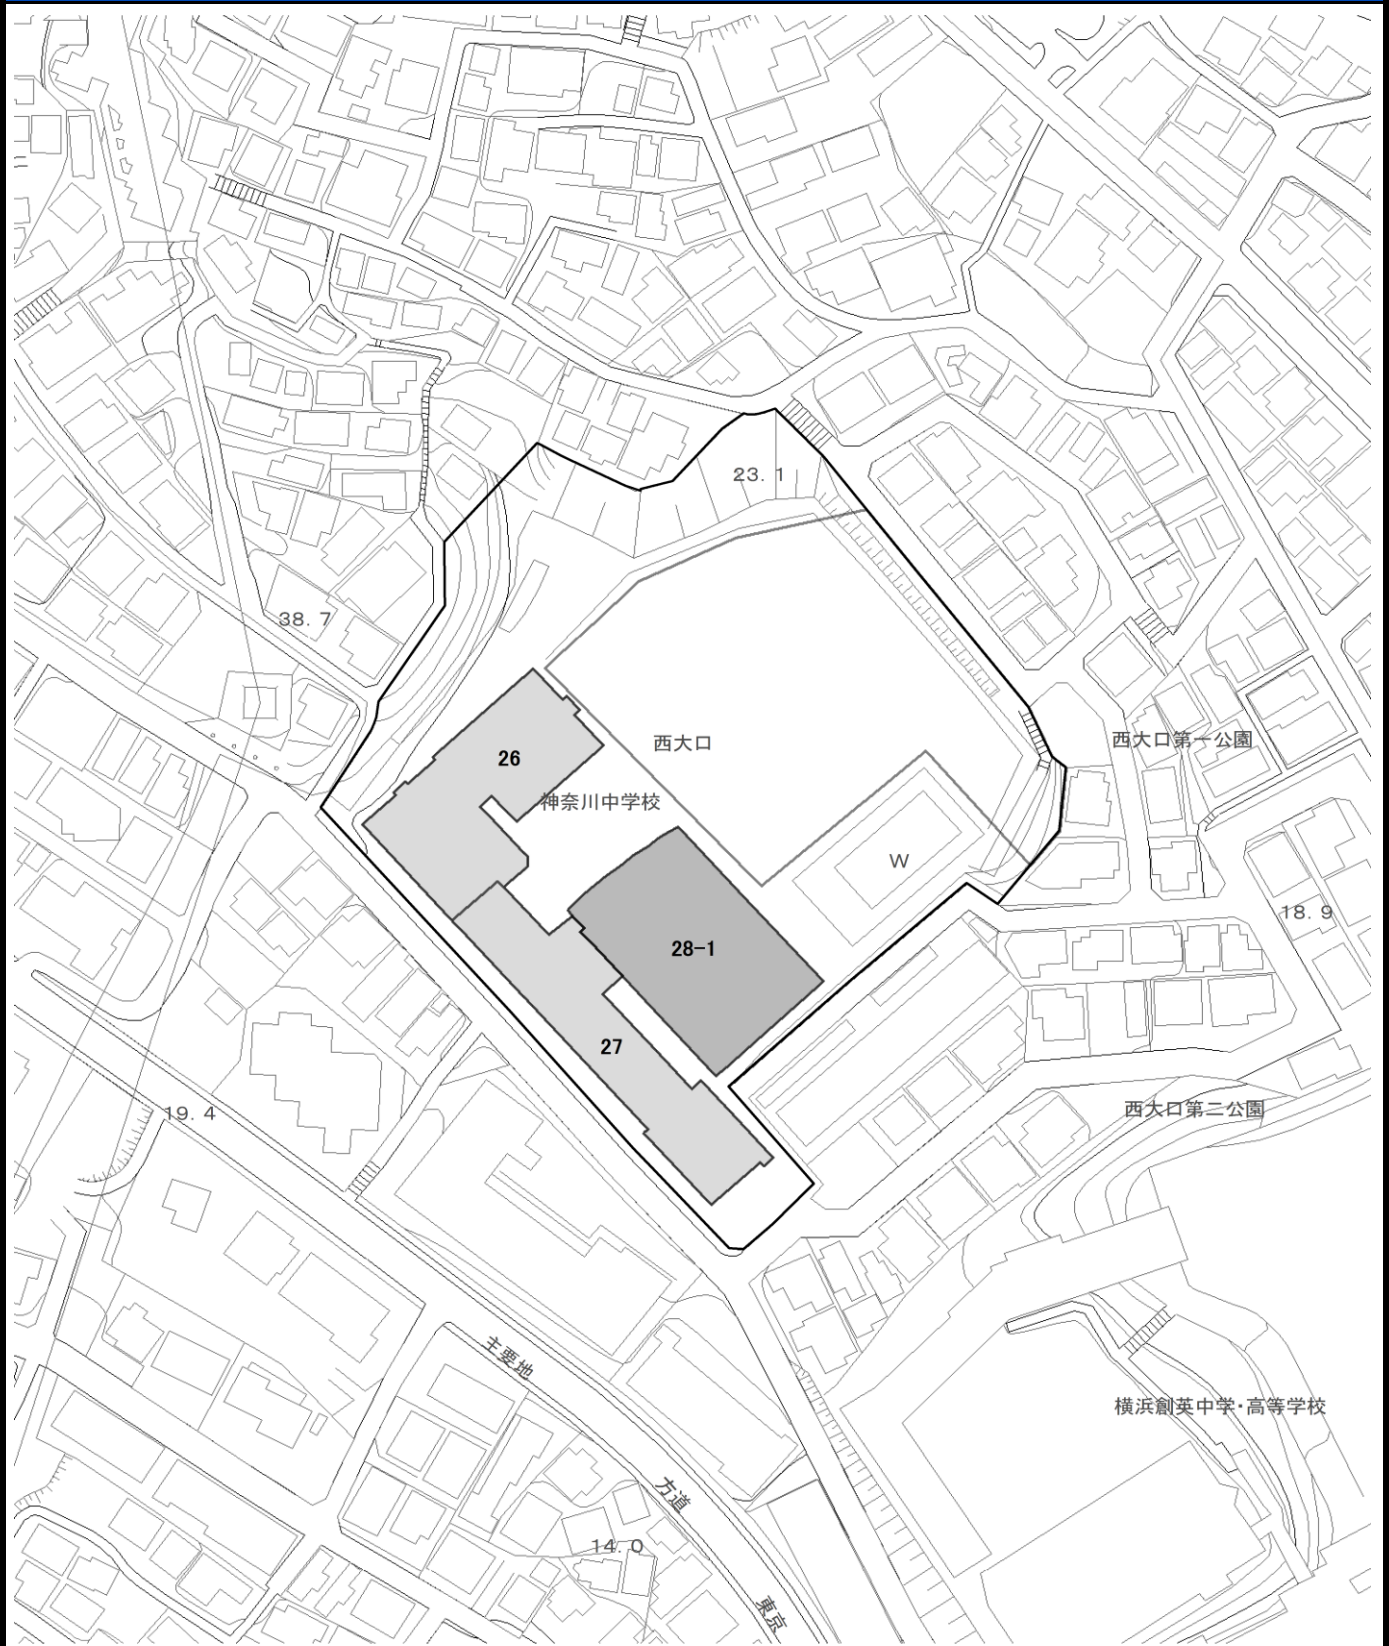 23. 1
38. 7
26
西大口
西大口第一公園
神奈川中学校
W
18. 9
28-1
27
19. 4
西大口第二公園
主要地
横浜創英中学・高等学校
方道
14. 0
東京